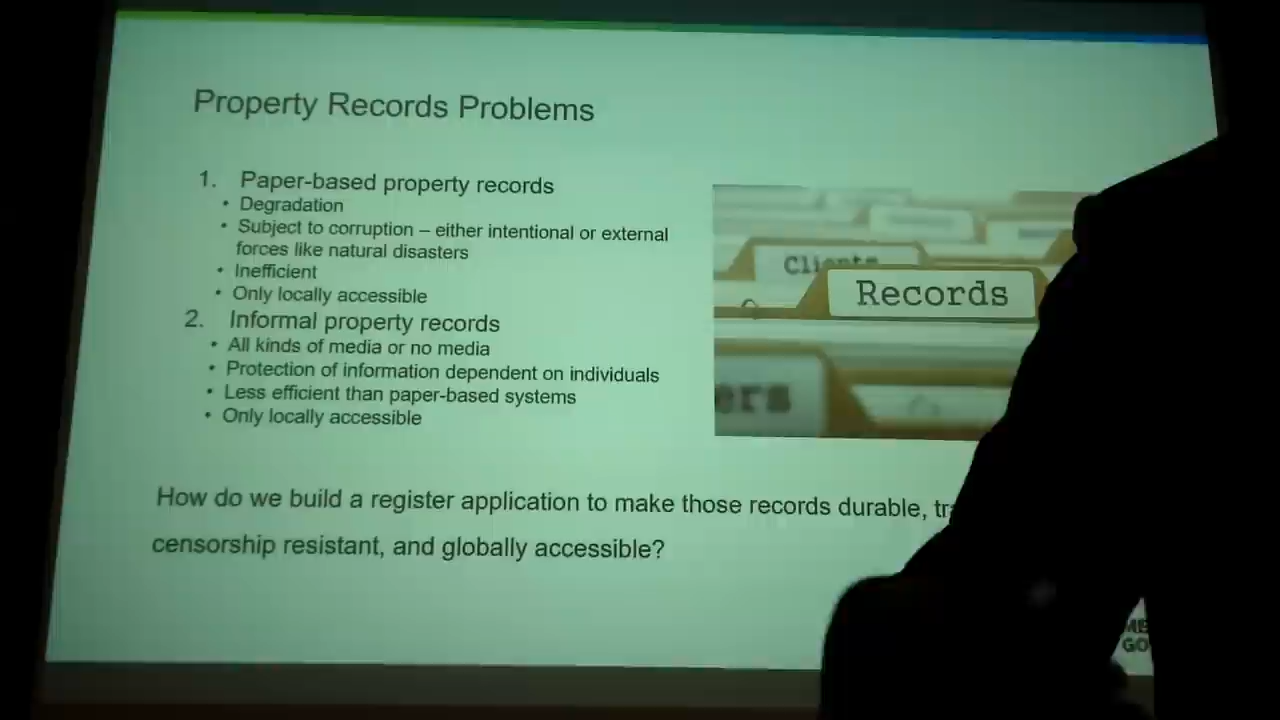 Property Records Problems
1. Paper-based property records
• Degradation
• Subject to corruption – either intentional or external
forces like natural disasters
• Inefficient
• Only locally accessible
2. Informal property records
• All kinds of media or no media
• Protection of information dependent on individuals
• Less efficient than paper-based systems
• Only locally accessible
Clients
Records
ers
How do we build a register application to make those records durable,
censorship resistant, and globally accessible?
GO